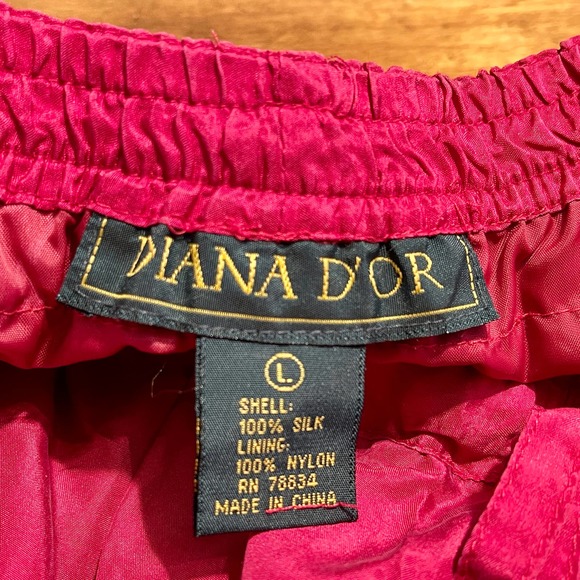 DIANA D'OR
L.
SHELL:
100% SILK
LINING:
100% NYLON
RN 78834
MADE IN CHINA